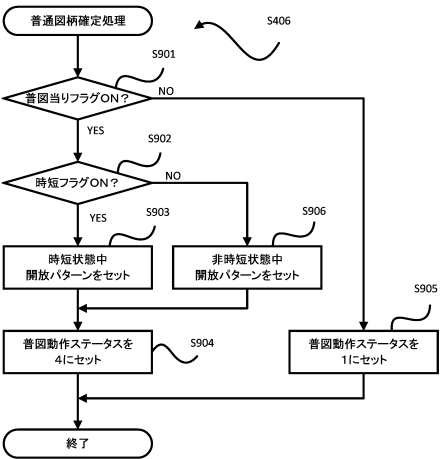 普通図柄確定処理
S406
S901
普図当りフラグON？
NO
YES
S902
時短フラグON？
NO
YES
S903
S906
時短状態中
開放パターンをセット
非時短状態中
開放パターンをセット
S905
普図動作ステータスを
4にセット
S904
普図動作ステータスを
1にセット
終了